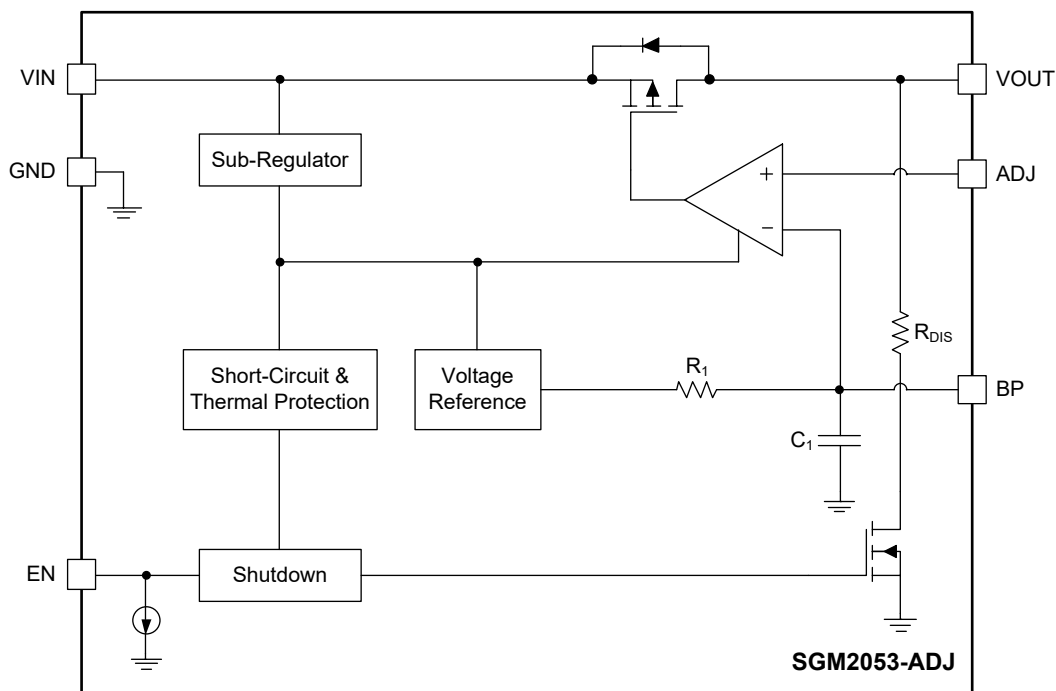 VIN
VOUT
GND
Sub-Regulator
+
ADJ
−
Short-Circuit &
Thermal Protection
Voltage
Reference
R₁
R_DIS
BP
C₁
EN
Shutdown
SGM2053-ADJ